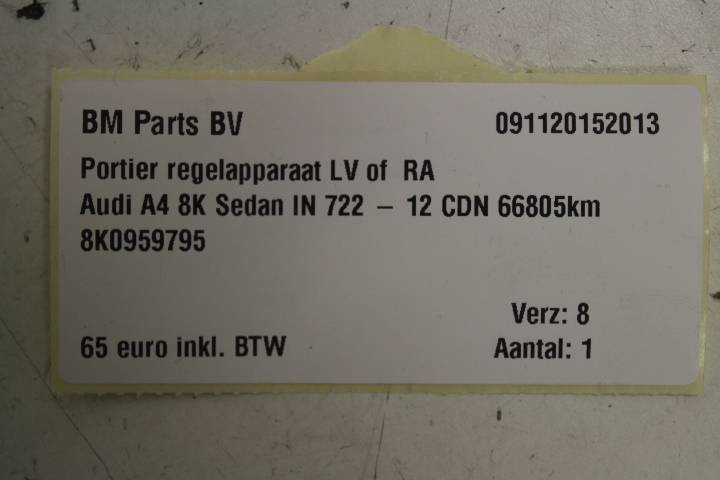 BM Parts BV 091120152013
Portier regelapparaat LV of RA
Audi A4 8K Sedan IN 722 – 12 CDN 66805km
8K0959795
Verz: 8
65 euro inkl. BTW Aantal: 1